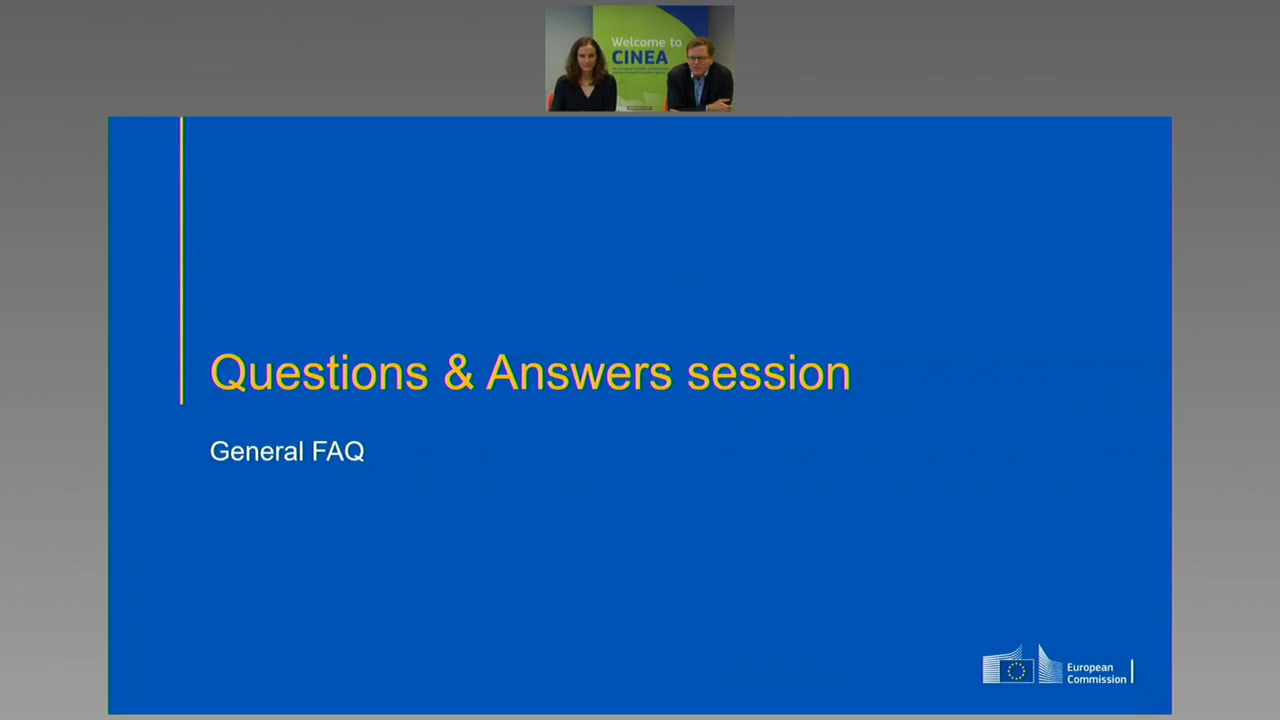 Welcome to
CINEA
Questions & Answers session
General FAQ
European
Commission